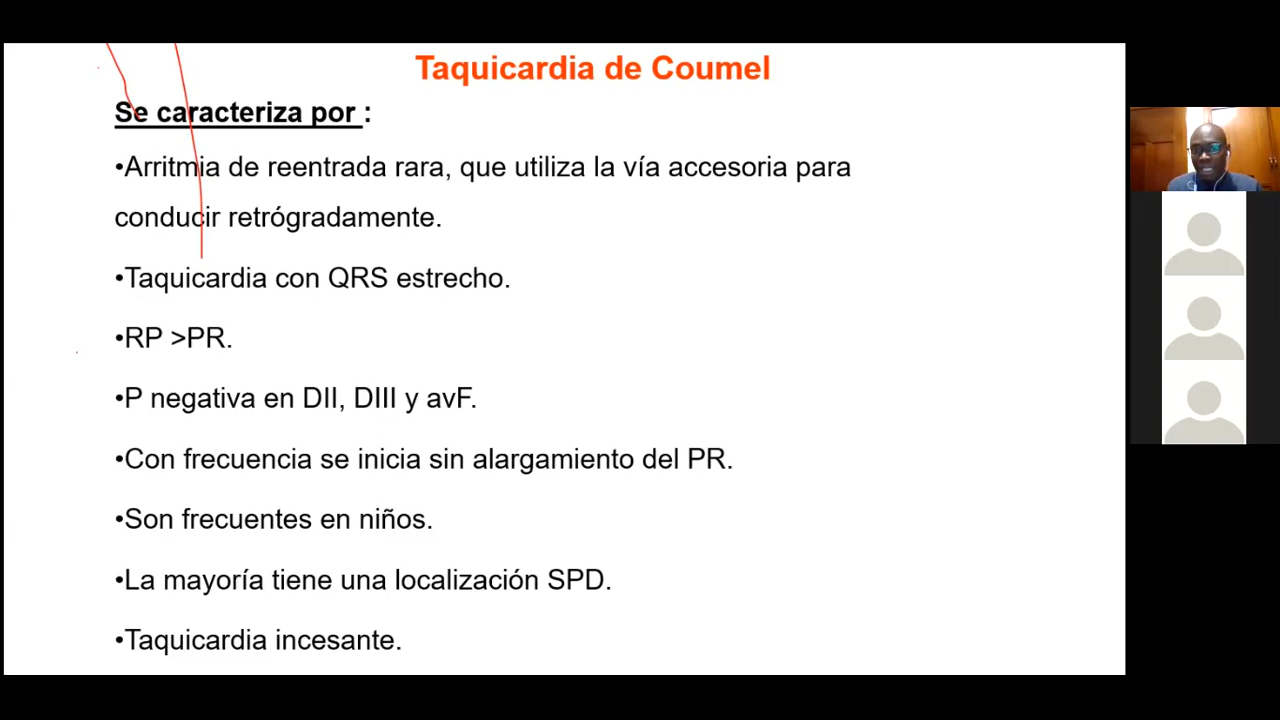 Taquicardia de Coumel
Se caracteriza por :
•Arritmia de reentrada rara, que utiliza la vía accesoria para
conducir retrógradamente.
•Taquicardia con QRS estrecho.
•RP >PR.
•P negativa en DII, DIII y avF.
•Con frecuencia se inicia sin alargamiento del PR.
•Son frecuentes en niños.
•La mayoría tiene una localización SPD.
•Taquicardia incesante.